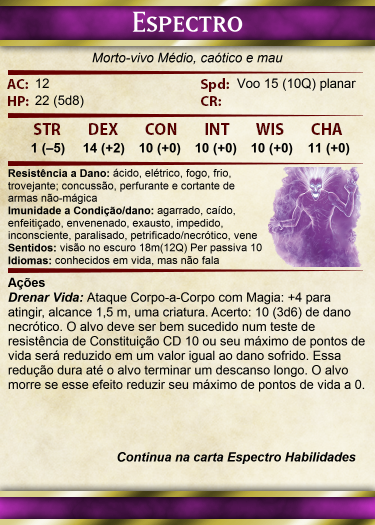 Espectro
Morto-vivo Médio, caótico e mau
AC: 12 Spd: Voo 15 (10Q) planar
HP: 22 (5d8) CR:
STR DEX CON INT WIS CHA
1 (–5) 14 (+2) 10 (+0) 10 (+0) 10 (+0) 11 (+0)
Resistência a Dano: ácido, elétrico, fogo, frio,
trovejante; concussão, perfurante e cortante de
armas não-mágica
Imunidade a Condição/dano: agarrado, caído,
enfeitiçado, envenenado, exausto, impedido,
inconsciente, paralisado, petrificado/necrótico, vene
Sentidos: visão no escuro 18m(12Q) Per passiva 10
Idiomas: conhecidos em vida, mas não fala
Ações
Drenar Vida: Ataque Corpo-a-Corpo com Magia: +4 para
atingir, alcance 1,5 m, uma criatura. Acerto: 10 (3d6) de dano
necrótico. O alvo deve ser bem sucedido num teste de
resistência de Constituição CD 10 ou seu máximo de pontos de
vida será reduzido em um valor igual ao dano sofrido. Essa
redução dura até o alvo terminar um descanso longo. O alvo
morre se esse efeito reduzir seu máximo de pontos de vida a 0.
Continua na carta Espectro Habilidades